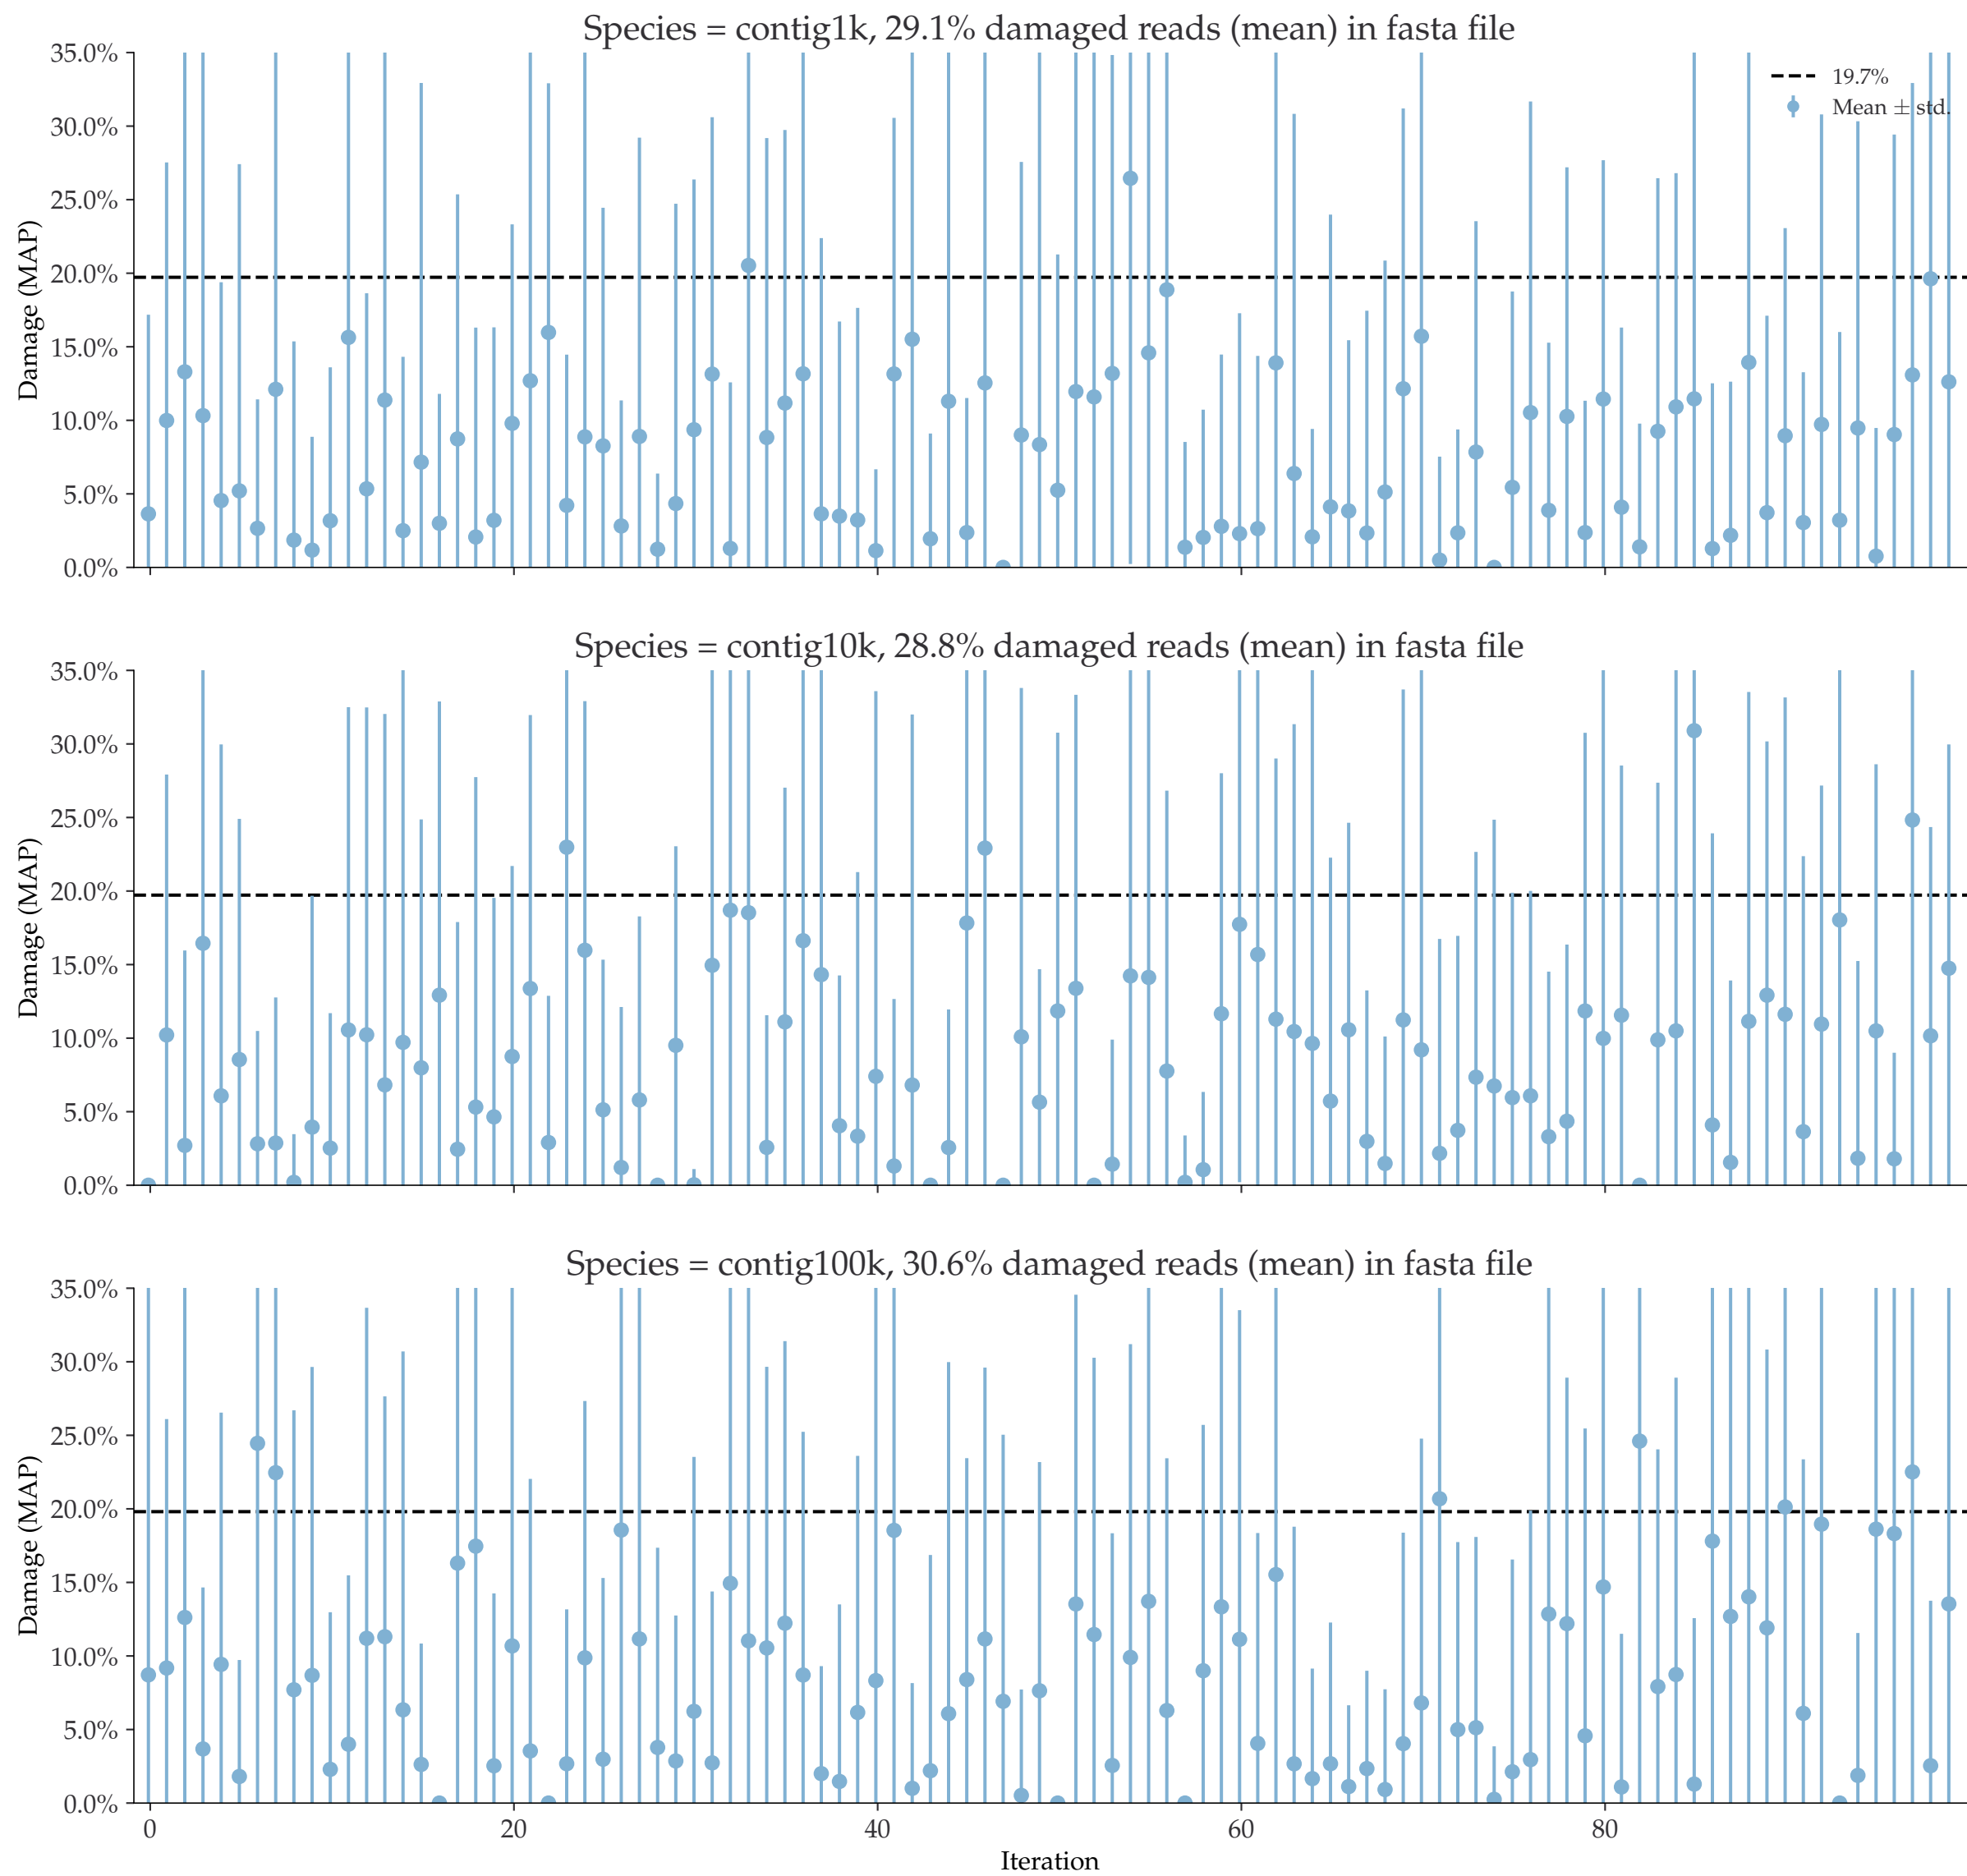 Species = contig1k, 29.1% damaged reads (mean) in fasta file
35.0%
30.0%
25.0%
20.0%
15.0%
10.0%
5.0%
0.0%
Damage (MAP)
19.7%
Mean ± std.
Species = contig10k, 28.8% damaged reads (mean) in fasta file
35.0%
30.0%
25.0%
20.0%
15.0%
10.0%
5.0%
0.0%
Damage (MAP)
Species = contig100k, 30.6% damaged reads (mean) in fasta file
35.0%
30.0%
25.0%
20.0%
15.0%
10.0%
5.0%
0.0%
Damage (MAP)
0 20 40 60 80
Iteration